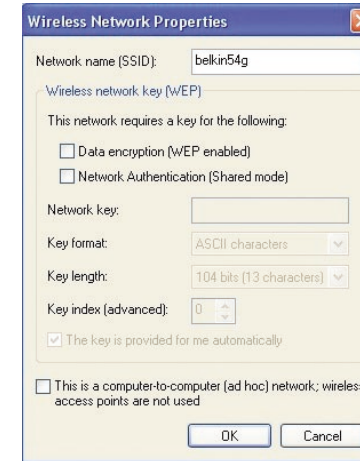 Wireless Network Properties
Network name (SSID): belkin54g
Wireless network key (WEP)
This network requires a key for the following:
Data encryption (WEP enabled)
Network Authentication (Shared mode)
Network key:
Key format: ASCII characters
Key length: 104 bits (13 characters)
Key index (advanced): 0
The key is provided for me automatically
This is a computer-to-computer (ad hoc) network; wireless
access points are not used
OK Cancel